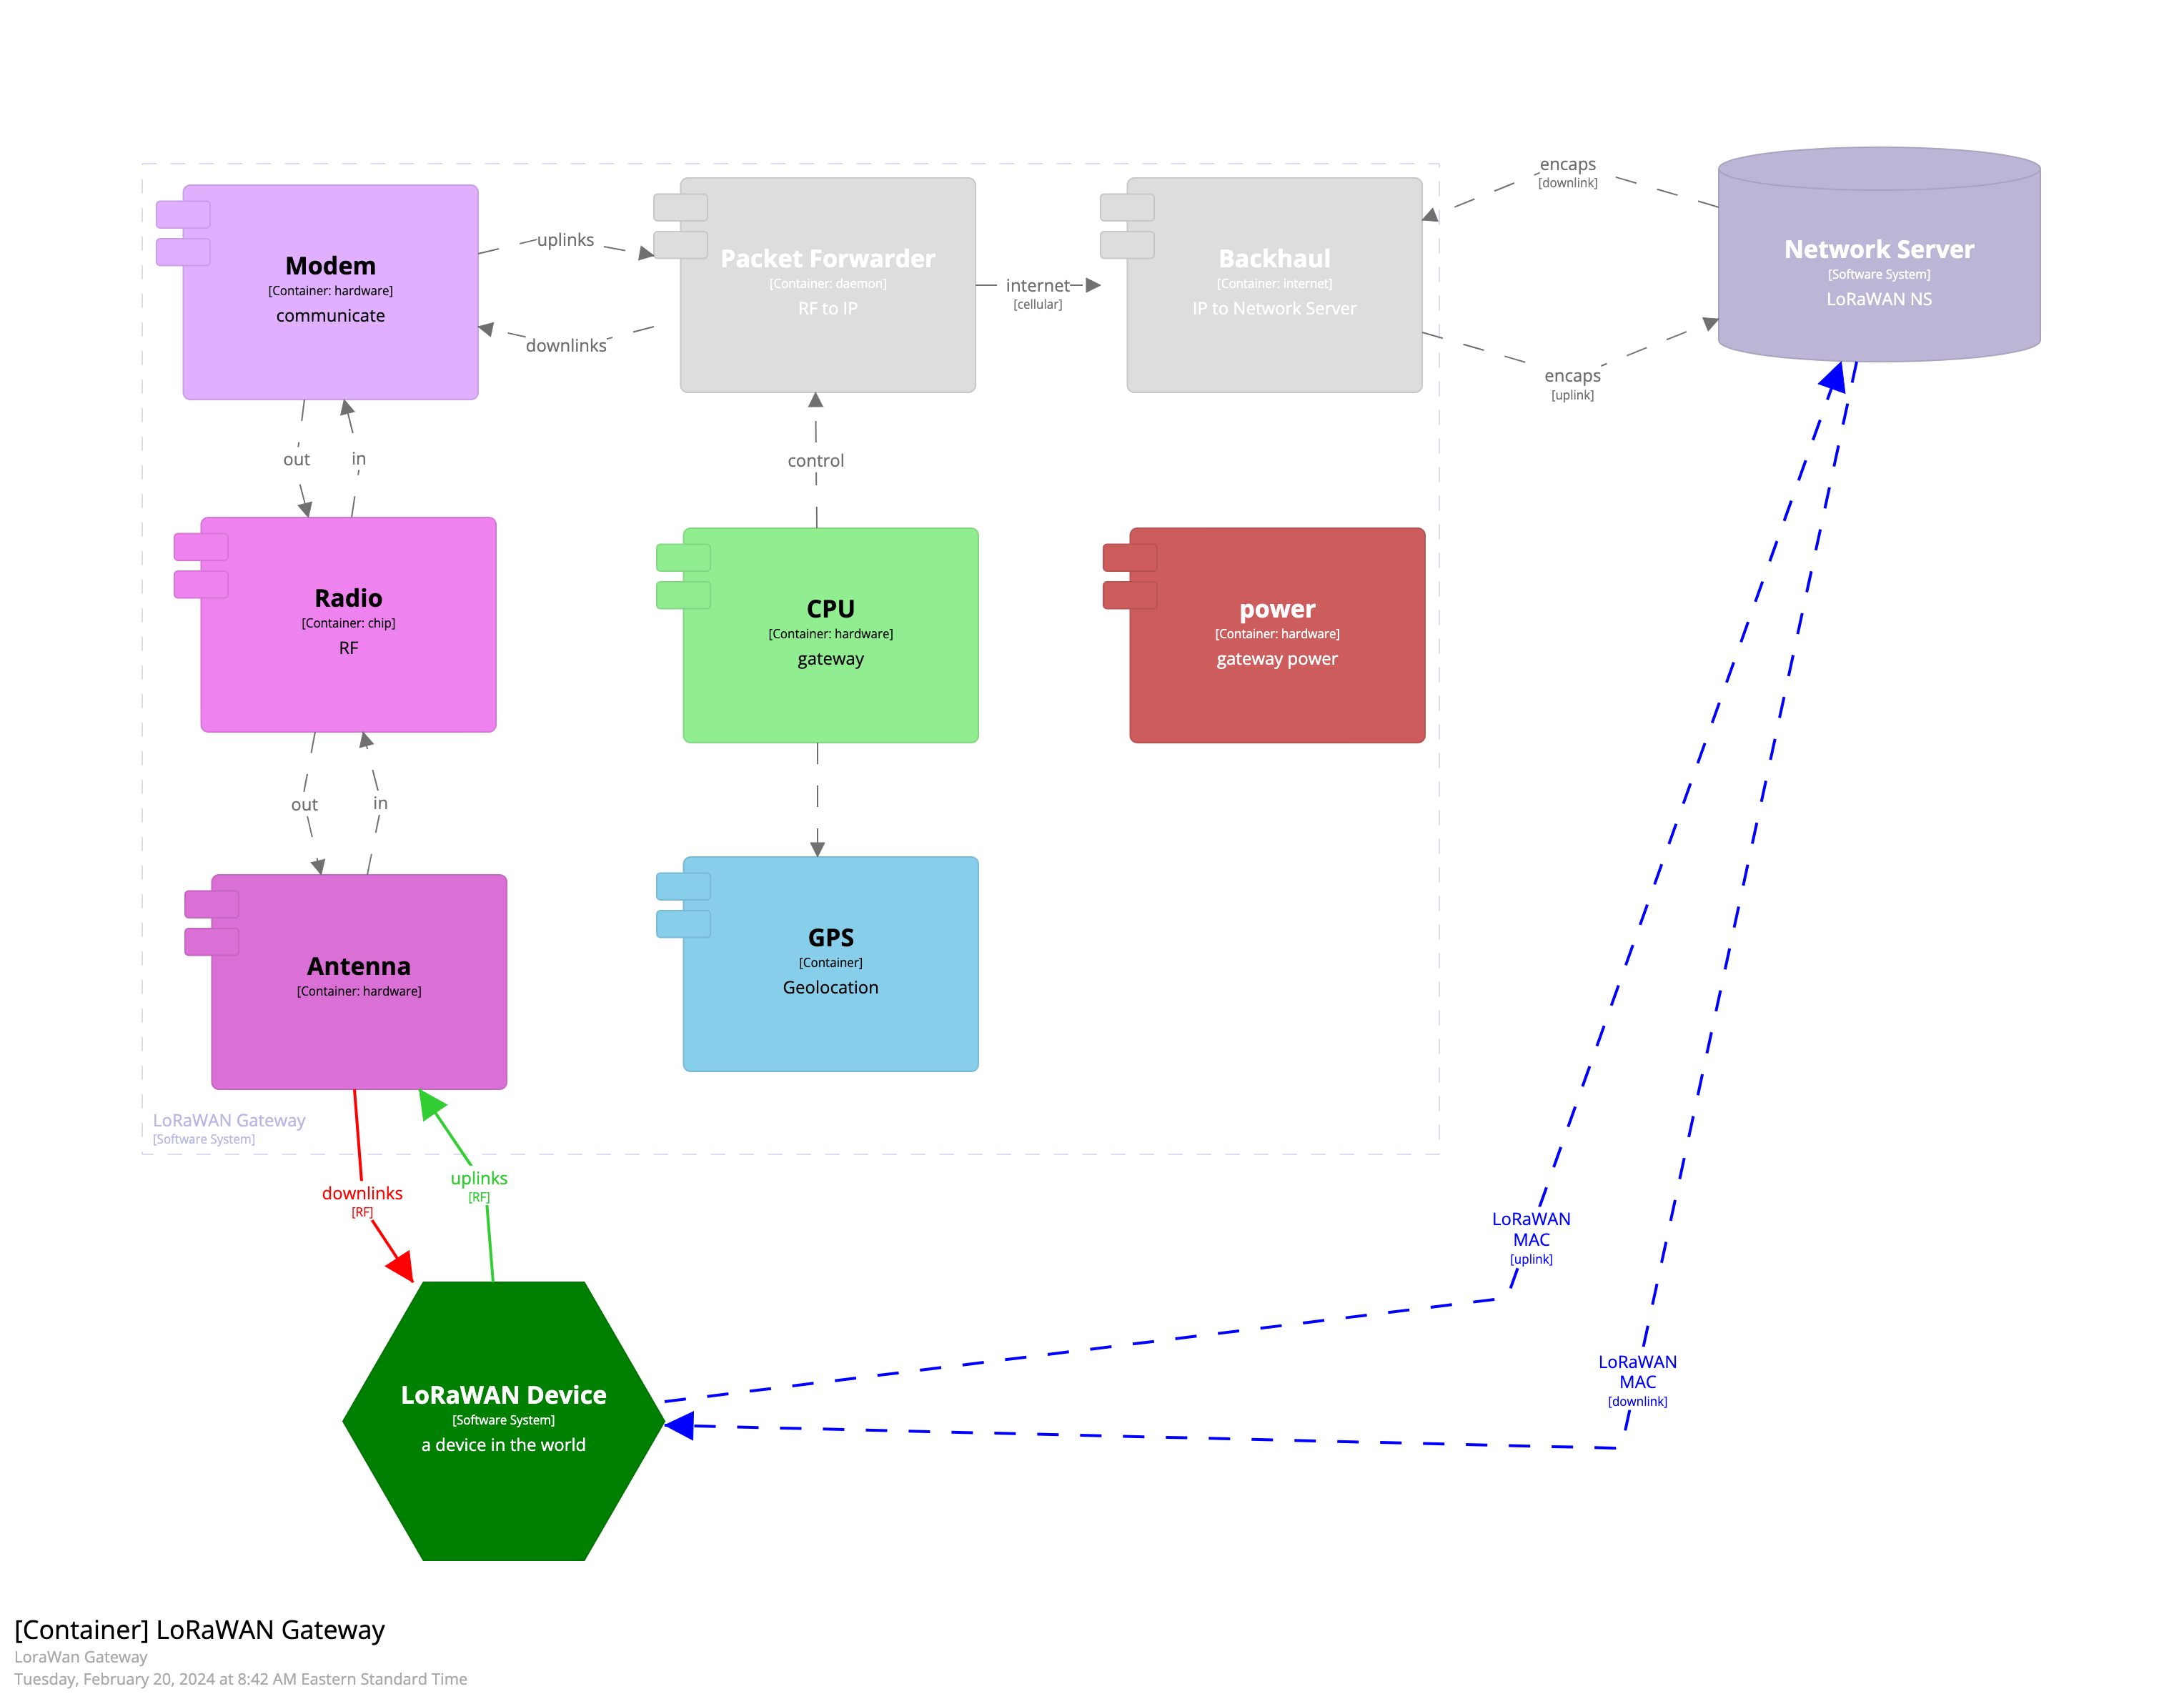 encaps
[downlink]
Modem
[Container: hardware]
communicate
uplinks
downlinks
Packet Forwarder
[Container: daemon]
RF to IP
internet
[cellular]
Backhaul
[Container: internet]
IP to Network Server
Network Server
[Software System]
LoRaWAN NS
encaps
[uplink]
out
in
control
Radio
[Container: chip]
RF
CPU
[Container: hardware]
gateway
power
[Container: hardware]
gateway power
out
in
Antenna
[Container: hardware]
GPS
[Container]
Geolocation
LoRaWAN Gateway
[Software System]
downlinks
[RF]
uplinks
[RF]
LoRaWAN
MAC
[uplink]
LoRaWAN
MAC
[downlink]
LoRaWAN Device
[Software System]
a device in the world
[Container] LoRaWAN Gateway
LoraWan Gateway
Tuesday, February 20, 2024 at 8:42 AM Eastern Standard Time